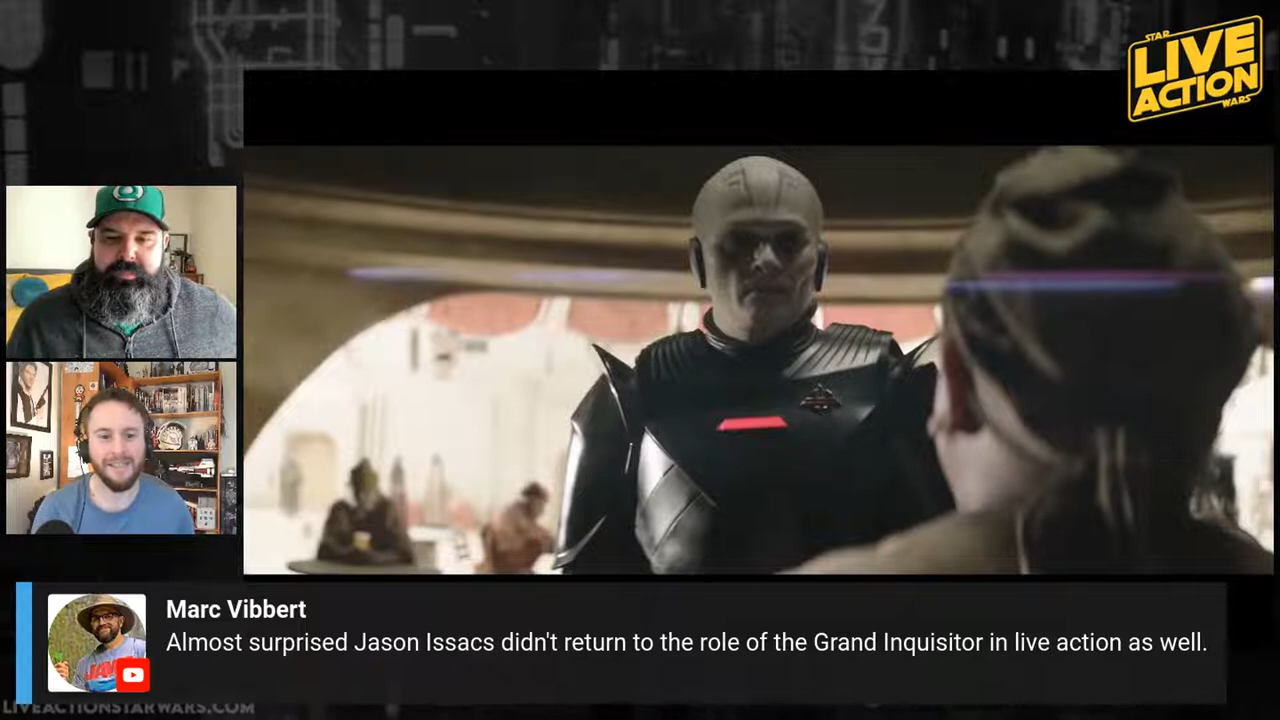 STAR
LIVE
ACTION
WARS
Marc Vibbert
Almost surprised Jason Issacs didn't return to the role of the Grand Inquisitor in live action as well.
LIVEACTIONSTARWARS.COM